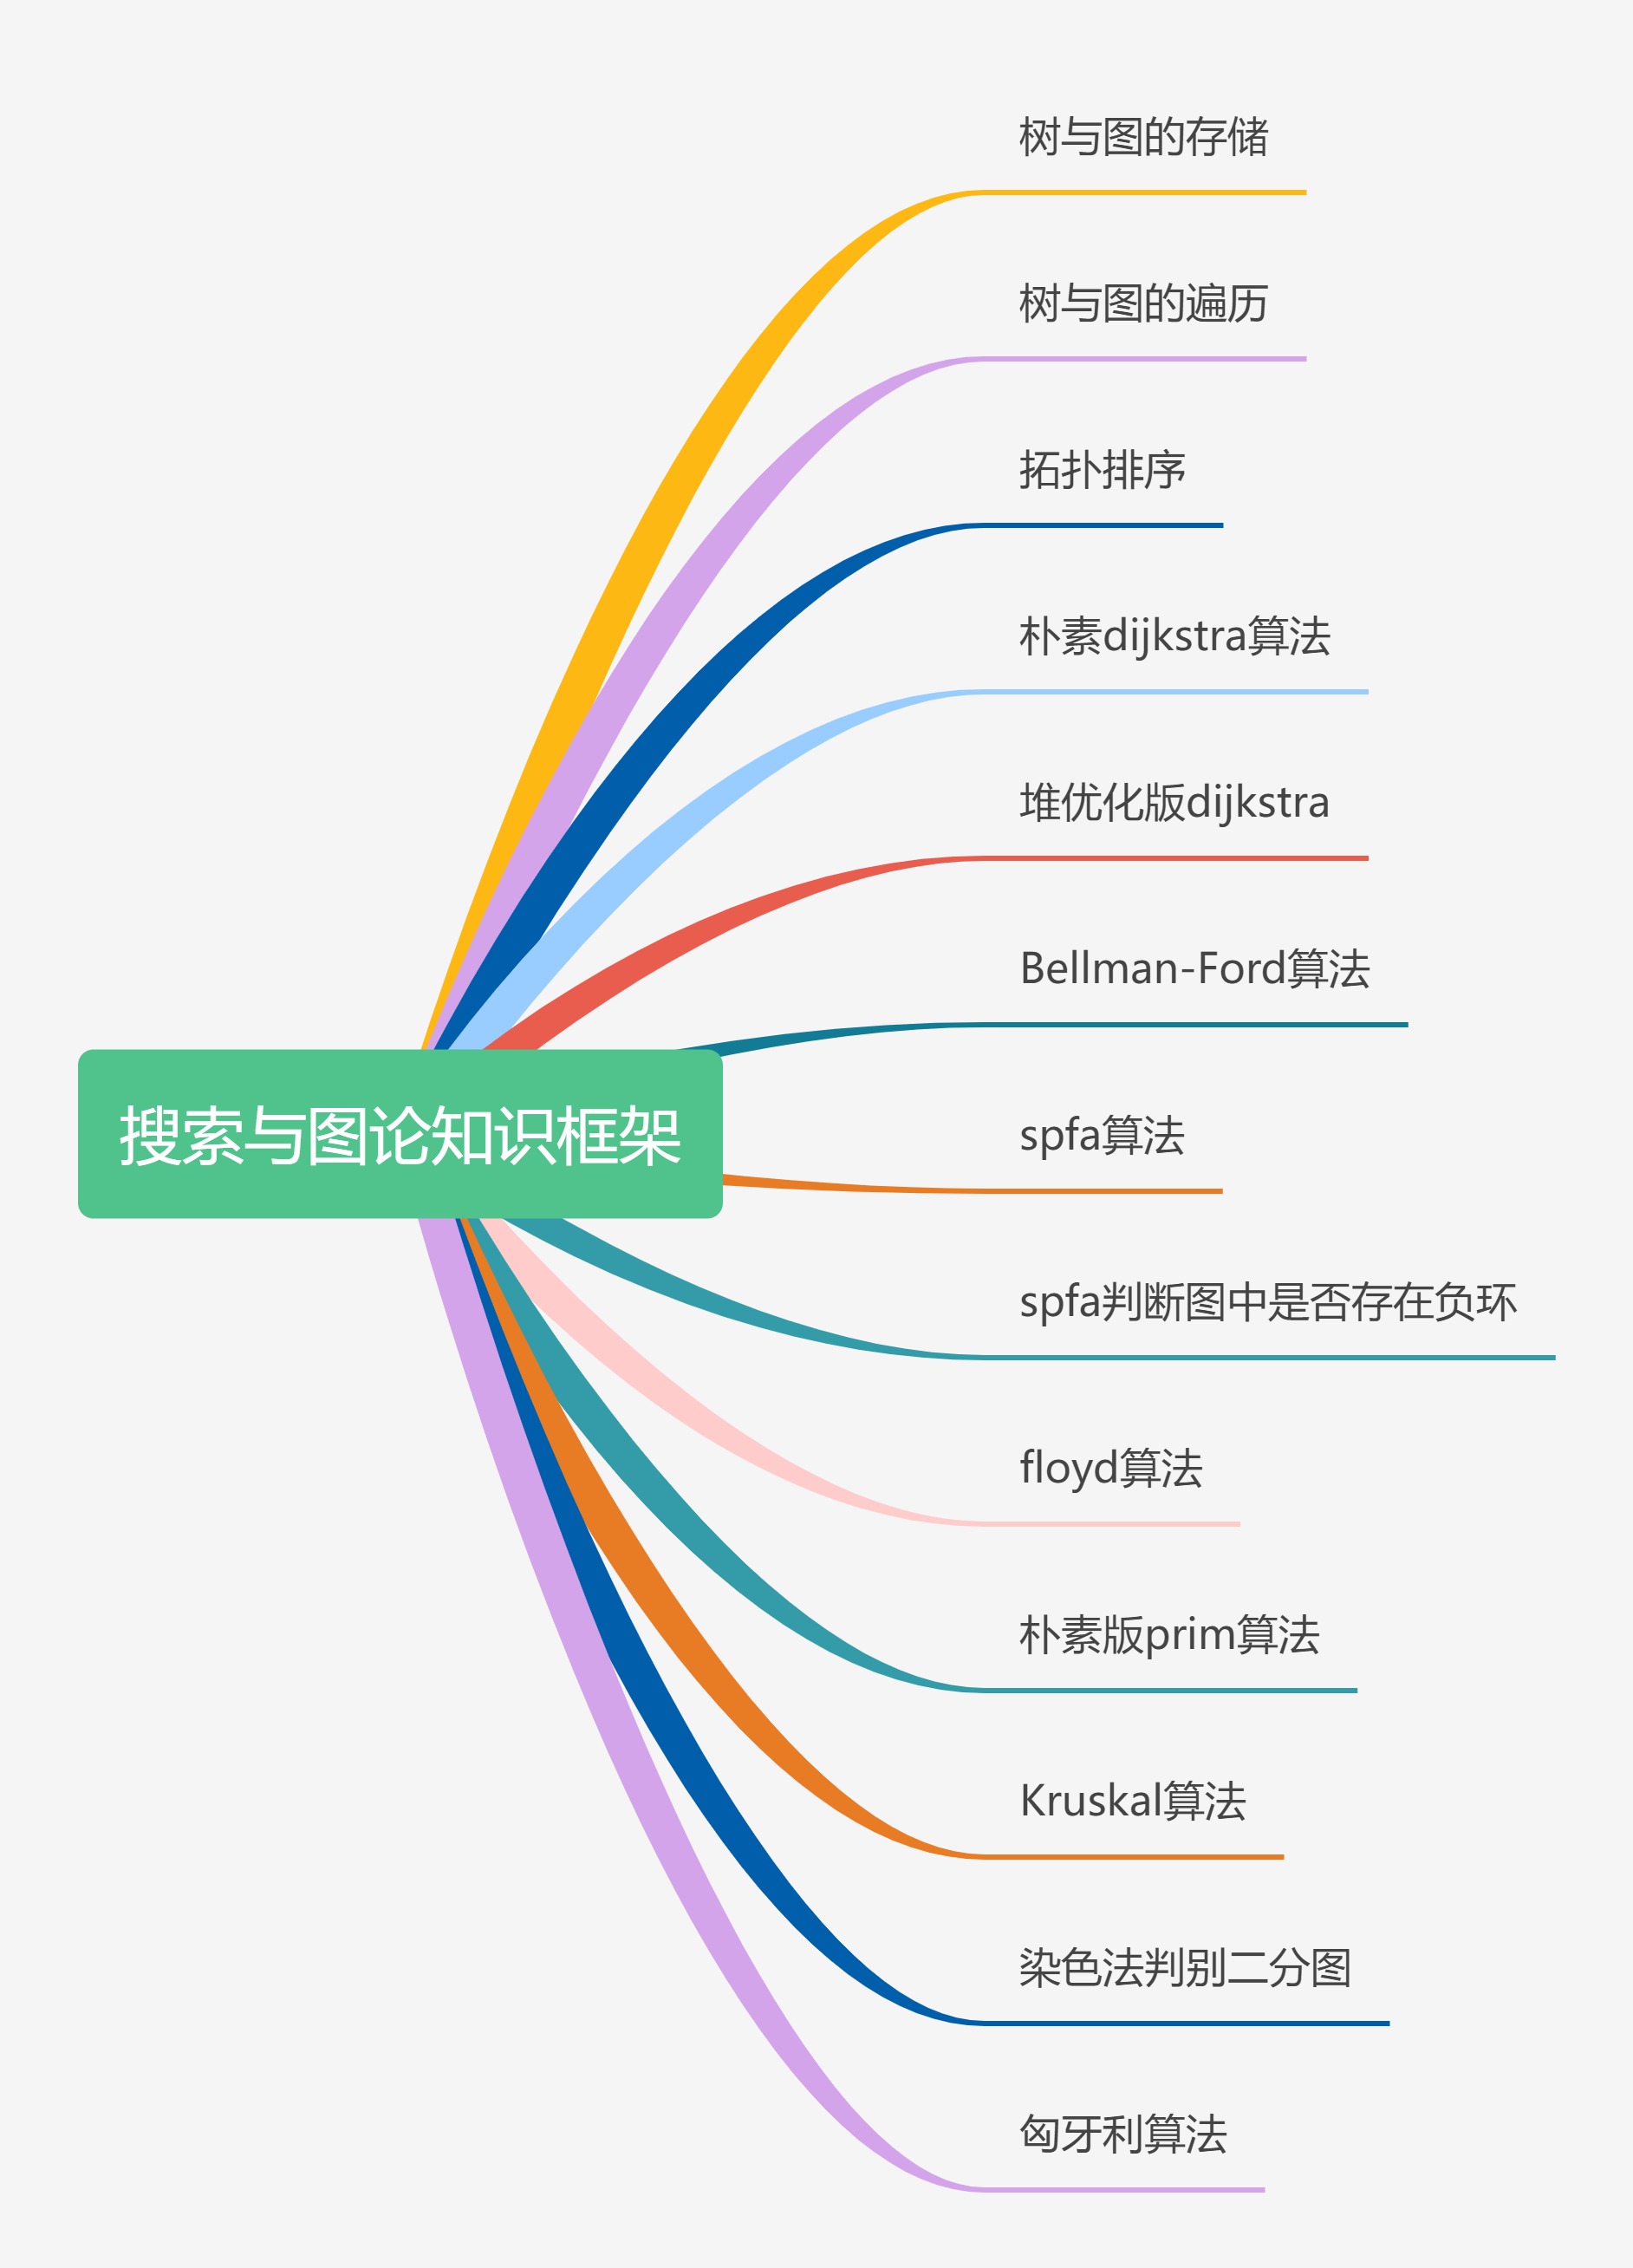 树与图的存储
树与图的遍历
拓扑排序
朴素dijkstra算法
堆优化版dijkstra
Bellman-Ford算法
搜索与图论知识框架
spfa算法
spfa判断图中是否存在负环
floyd算法
朴素版prim算法
Kruskal算法
染色法判别二分图
匈牙利算法